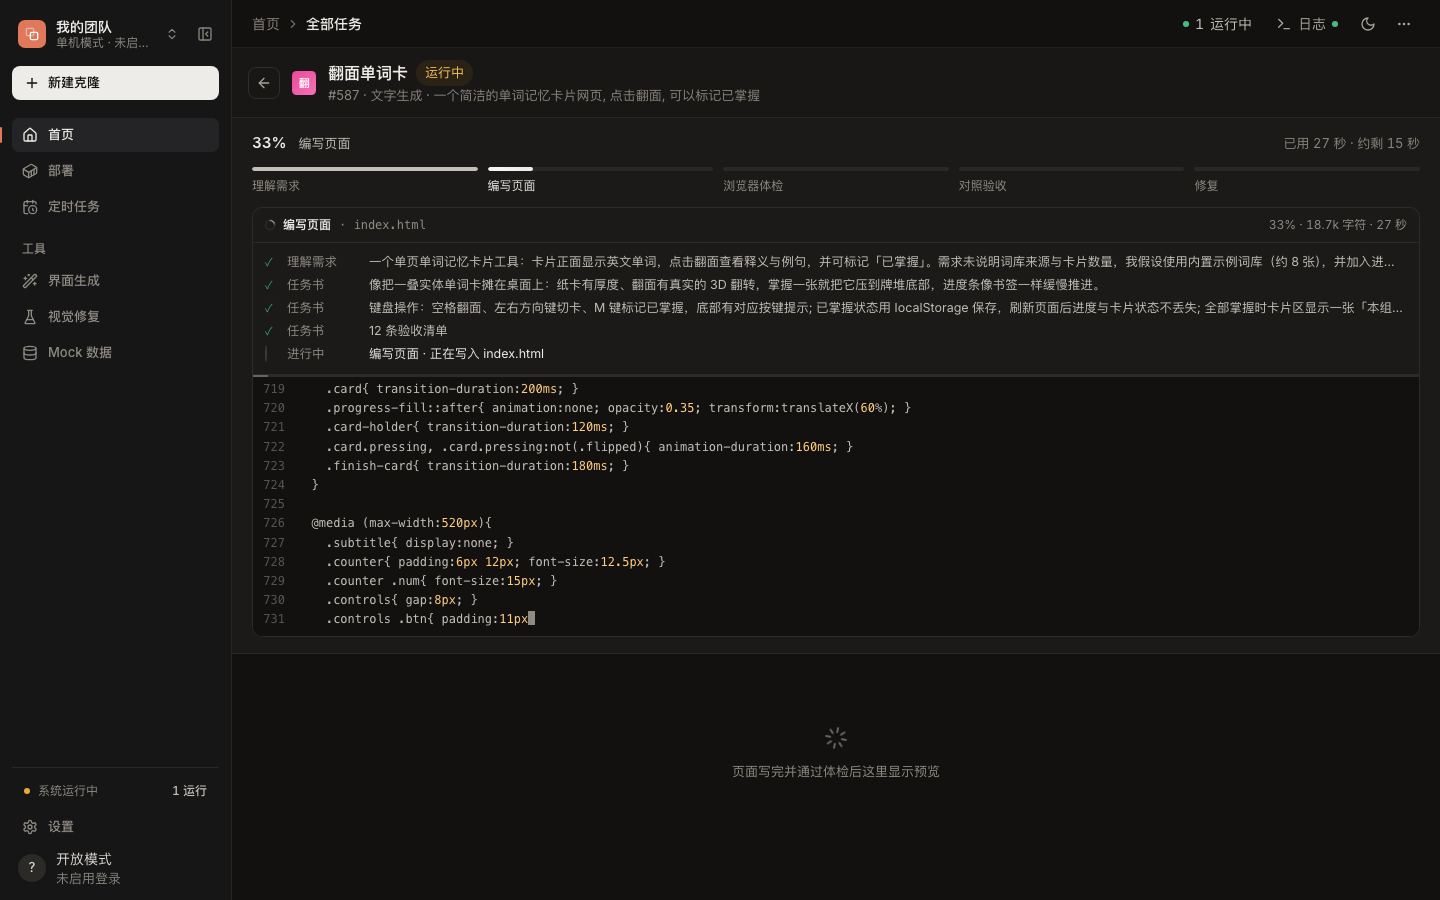 我的团队
单机模式 · 未启...
新建克隆
首页
部署
定时任务
工具
界面生成
视觉修复
Mock 数据
系统运行中 1 运行
设置
? 开放模式
未启用登录
首页 > 全部任务
1 运行中 日志
翻 翻面单词卡 运行中
#587 · 文字生成 · 一个简洁的单词记忆卡片网页, 点击翻面, 可以标记已掌握
33% 编写页面 已用 27 秒 · 约剩 15 秒
理解需求 编写页面 浏览器体检 对照验收 修复
编写页面 · index.html 33% · 18.7k 字符 · 27 秒
✓ 理解需求 一个单页单词记忆卡片工具：卡片正面显示英文单词，点击翻面查看释义与例句，并可标记「已掌握」。需求未说明词库来源与卡片数量，我假设使用内置示例词库（约 8 张），并加入进...
✓ 任务书 像把一叠实体单词卡摊在桌面上：纸卡有厚度、翻面有真实的 3D 翻转，掌握一张就把它压到牌堆底部，进度条像书签一样缓慢推进。
✓ 任务书 键盘操作：空格翻面、左右方向键切卡、M 键标记已掌握，底部有对应按键提示; 已掌握状态用 localStorage 保存，刷新页面后进度与卡片状态不丢失; 全部掌握时卡片区显示一张「本组...
✓ 任务书 12 条验收清单
进行中 编写页面 · 正在写入 index.html
719 .card{ transition-duration:200ms; }
720 .progress-fill::after{ animation:none; opacity:0.35; transform:translateX(60%); }
721 .card-holder{ transition-duration:120ms; }
722 .card.pressing, .card.pressing:not(.flipped){ animation-duration:160ms; }
723 .finish-card{ transition-duration:180ms; }
724 }
725
726 @media (max-width:520px){
727 .subtitle{ display:none; }
728 .counter{ padding:6px 12px; font-size:12.5px; }
729 .counter .num{ font-size:15px; }
730 .controls{ gap:8px; }
731 .controls .btn{ padding:11px
页面写完并通过体检后这里显示预览